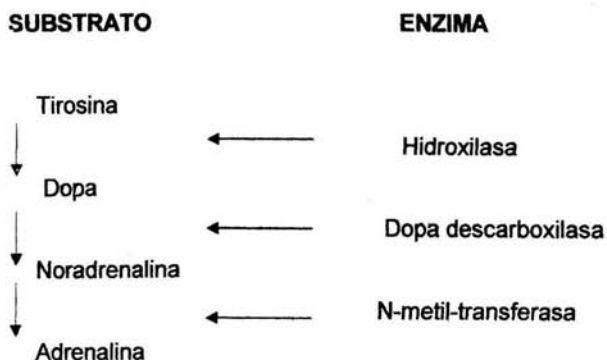 SUBSTRATO ENZIMA
Tirosina
Hidroxilasa
Dopa
Dopa descarboxilasa
Noradrenalina
N-metil-transferasa
Adrenalina